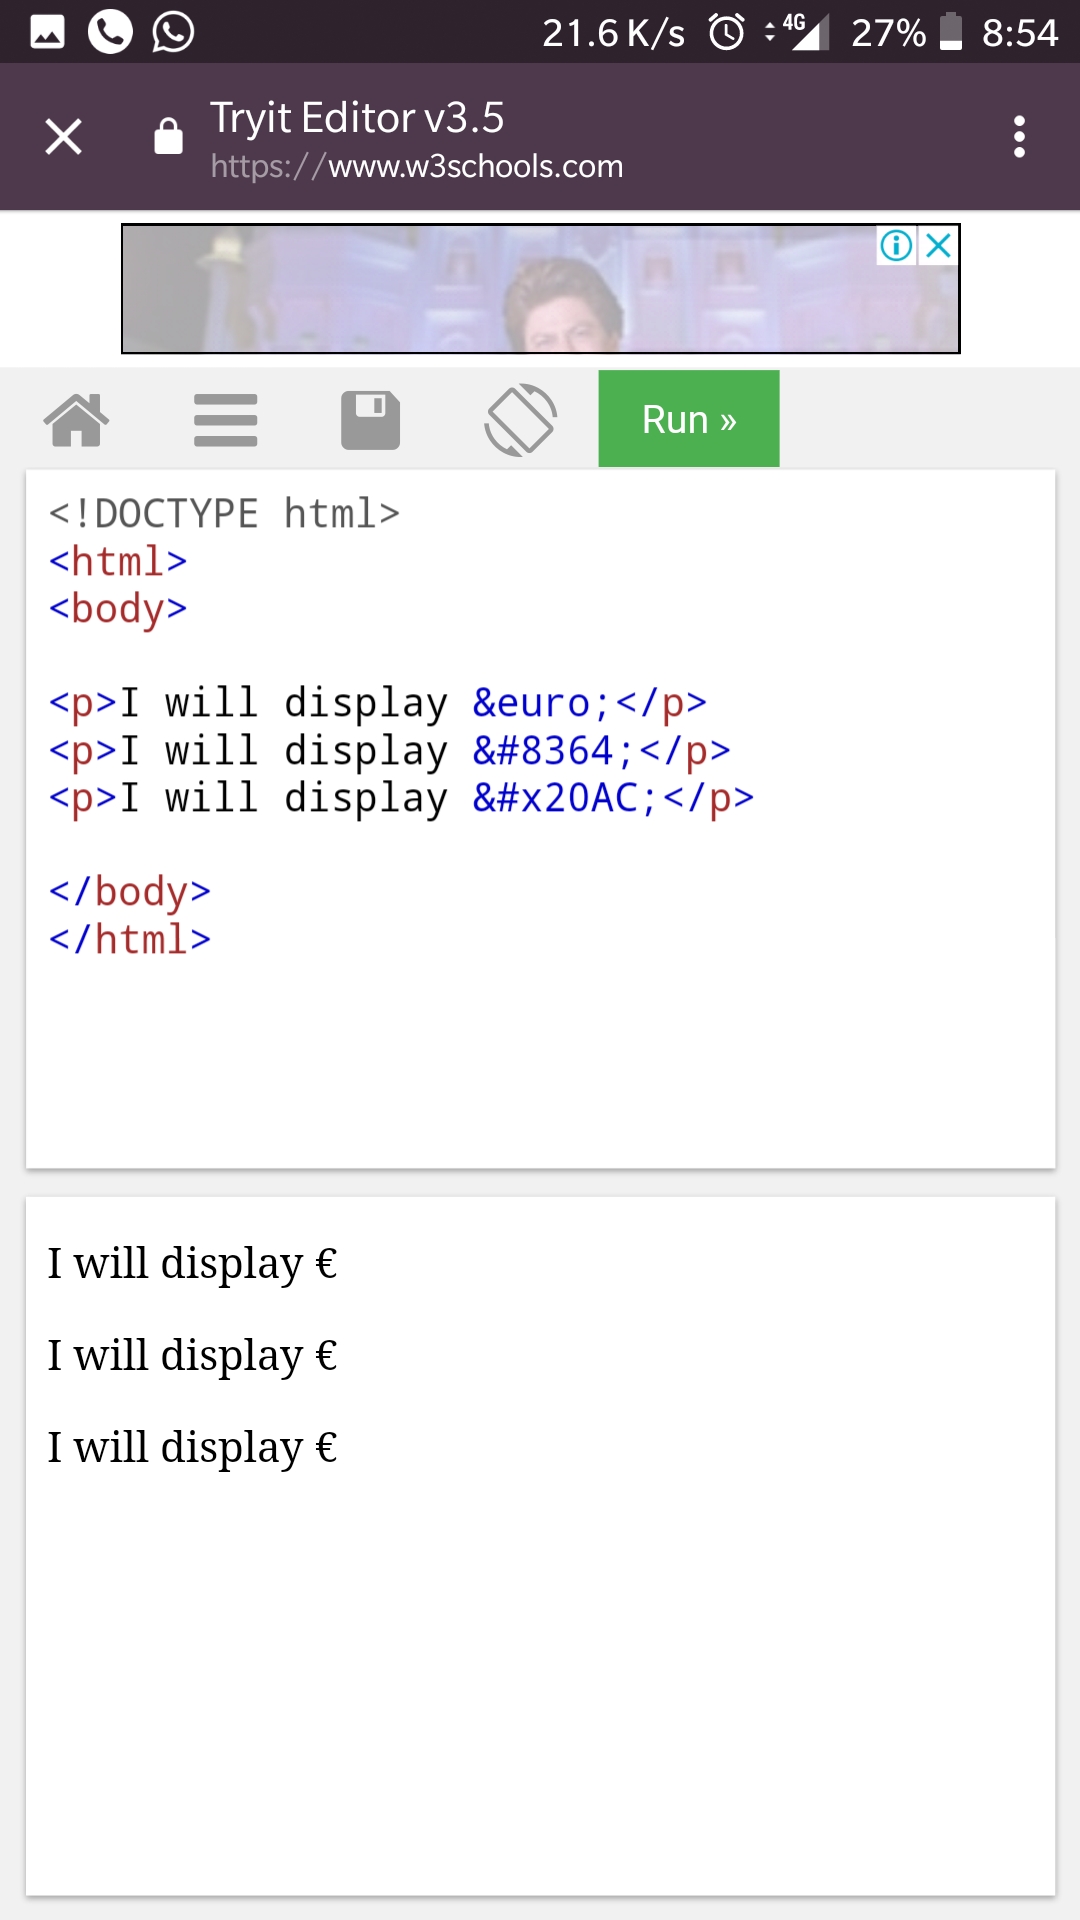 21.6 K/s 4G 27% 8:54
Tryit Editor v3.5
https://www.w3schools.com
Run »
<!DOCTYPE html>
<html>
<body>
<p>I will display &euro;</p>
<p>I will display &#8364;</p>
<p>I will display &#x20AC;</p>
</body>
</html>
I will display €
I will display €
I will display €